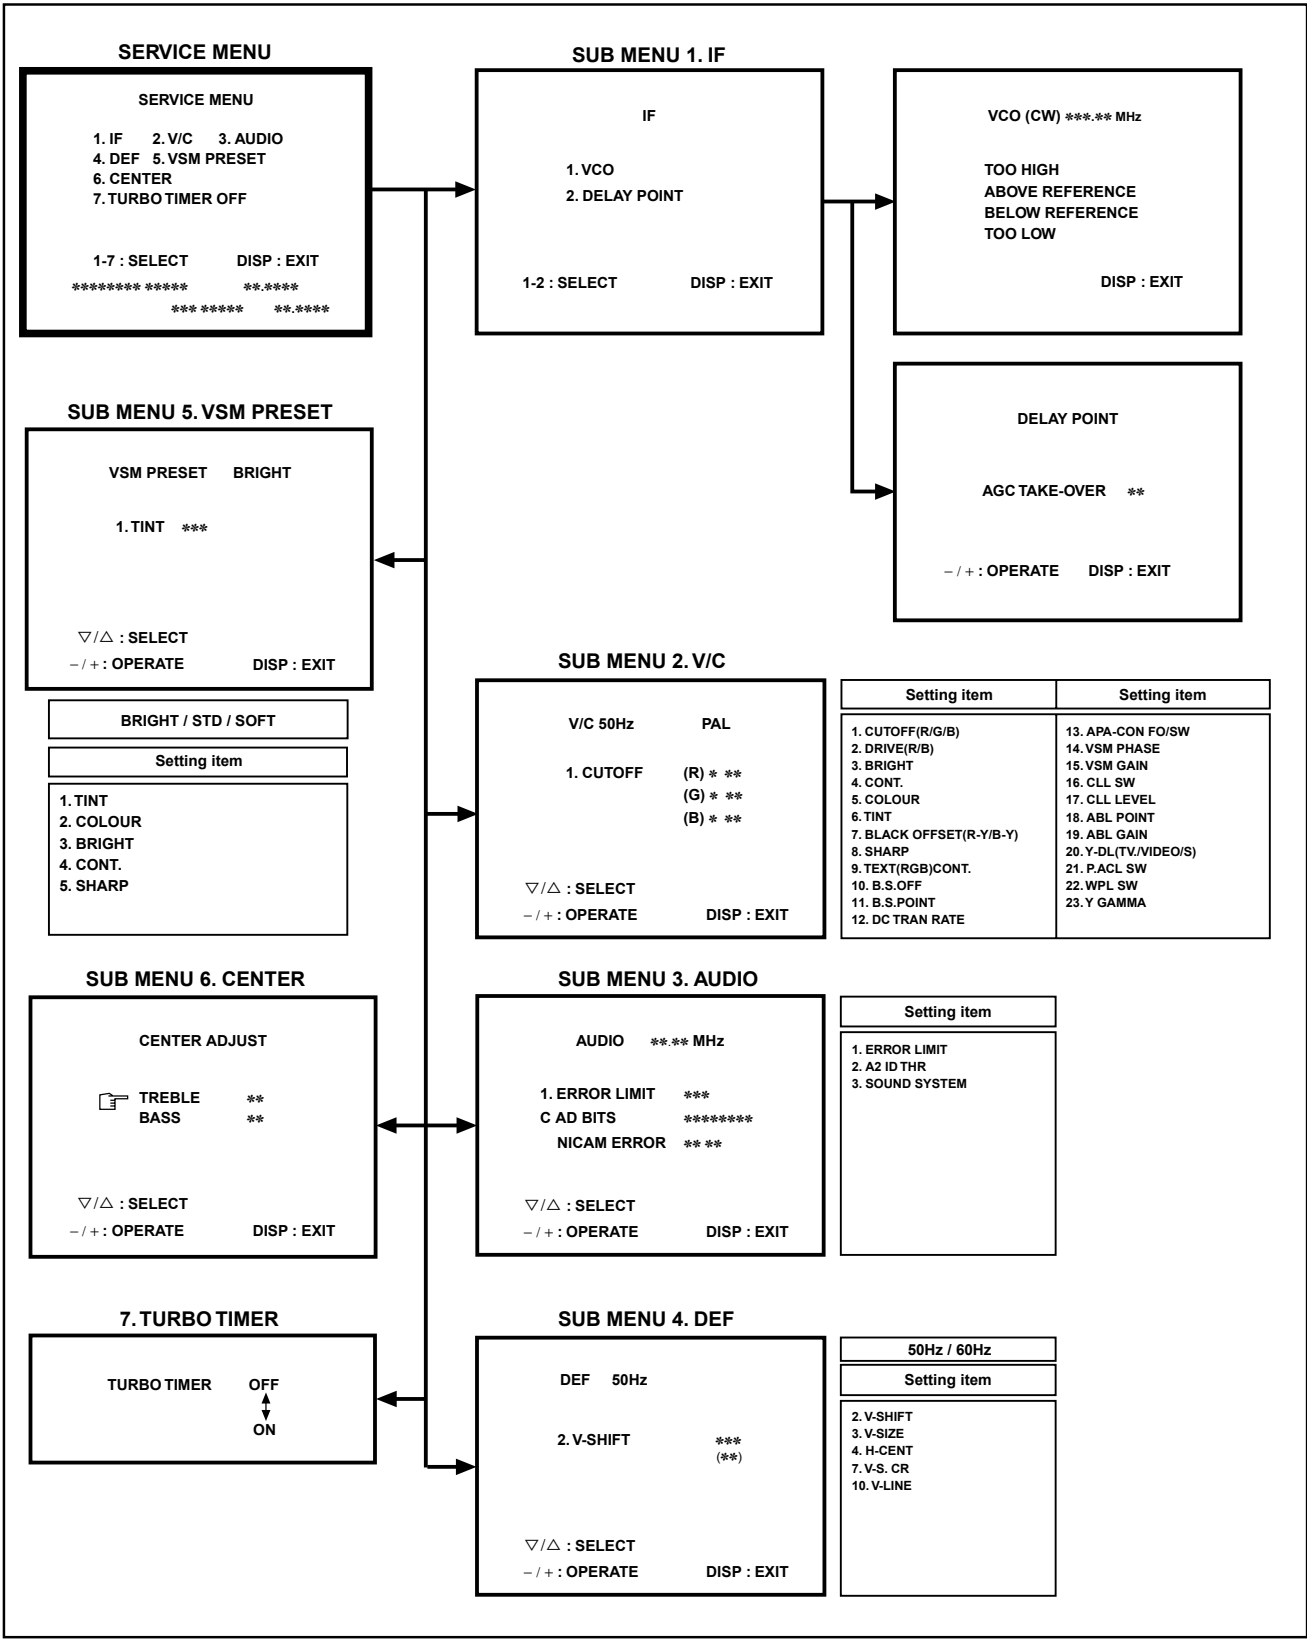 SERVICE MENU
SERVICE MENU
1. IF 2. V/C 3. AUDIO
4. DEF 5. VSM PRESET
6. CENTER
7. TURBO TIMER OFF
1-7 : SELECT DISP : EXIT
******** ***** **.****
*** ***** **.****
SUB MENU 1. IF
IF
1. VCO
2. DELAY POINT
1-2 : SELECT DISP : EXIT
VCO (CW) ***.** MHz
TOO HIGH
ABOVE REFERENCE
BELOW REFERENCE
TOO LOW
DISP : EXIT
DELAY POINT
AGC TAKE-OVER **
– / + : OPERATE DISP : EXIT
SUB MENU 5. VSM PRESET
VSM PRESET BRIGHT
1. TINT ***
▽/△ : SELECT
– / + : OPERATE DISP : EXIT
BRIGHT / STD / SOFT
Setting item
1. TINT
2. COLOUR
3. BRIGHT
4. CONT.
5. SHARP
SUB MENU 2. V/C
V/C 50Hz PAL
1. CUTOFF (R) * **
(G) * **
(B) * **
▽/△ : SELECT
– / + : OPERATE DISP : EXIT
Setting item
1. CUTOFF(R/G/B)
2. DRIVE(R/B)
3. BRIGHT
4. CONT.
5. COLOUR
6. TINT
7. BLACK OFFSET(R-Y/B-Y)
8. SHARP
9. TEXT(RGB)CONT.
10. B.S.OFF
11. B.S.POINT
12. DC TRAN RATE
Setting item
13. APA-CON FO/SW
14. VSM PHASE
15. VSM GAIN
16. CLL SW
17. CLL LEVEL
18. ABL POINT
19. ABL GAIN
20. Y-DL(TV./VIDEO/S)
21. P.ACL SW
22. WPL SW
23. Y GAMMA
SUB MENU 6. CENTER
CENTER ADJUST
☞ TREBLE **
BASS **
▽/△ : SELECT
– / + : OPERATE DISP : EXIT
SUB MENU 3. AUDIO
AUDIO **.** MHz
1. ERROR LIMIT ***
C AD BITS ********
NICAM ERROR ** **
▽/△ : SELECT
– / + : OPERATE DISP : EXIT
Setting item
1. ERROR LIMIT
2. A2 ID THR
3. SOUND SYSTEM
7. TURBO TIMER
TURBO TIMER OFF
ON
SUB MENU 4. DEF
DEF 50Hz
2. V-SHIFT ***
(**)
▽/△ : SELECT
– / + : OPERATE DISP : EXIT
50Hz / 60Hz
Setting item
2. V-SHIFT
3. V-SIZE
4. H-CENT
7. V-S. CR
10. V-LINE